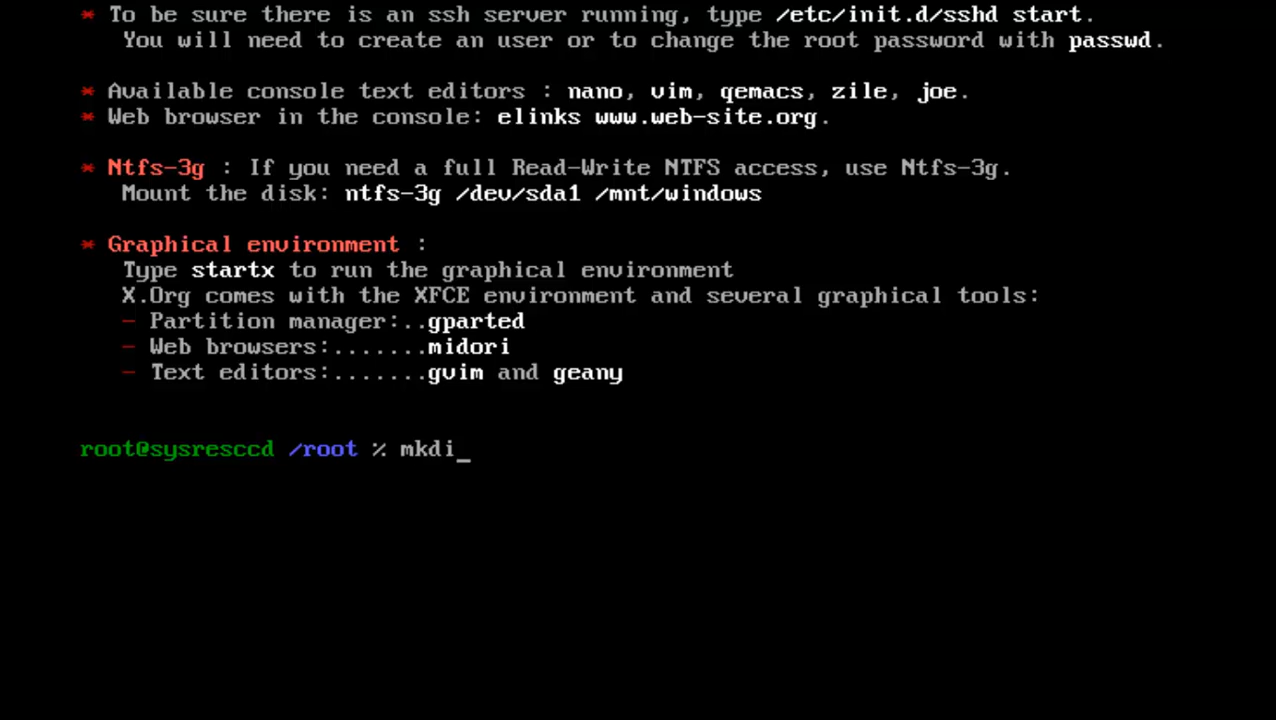 * To be sure there is an ssh server running, type /etc/init.d/sshd start.
You will need to create an user or to change the root password with passwd.
* Available console text editors : nano, vim, qemacs, zile, joe.
* Web browser in the console: elinks www.web-site.org.
* Ntfs-3g : If you need a full Read-Write NTFS access, use Ntfs-3g.
Mount the disk: ntfs-3g /dev/sda1 /mnt/windows
* Graphical environment :
Type startx to run the graphical environment
X.Org comes with the XFCE environment and several graphical tools:
- Partition manager:..gparted
- Web browsers:.......midori
- Text editors:.......gvim and geany
root@sysresccd /root % mkdi_